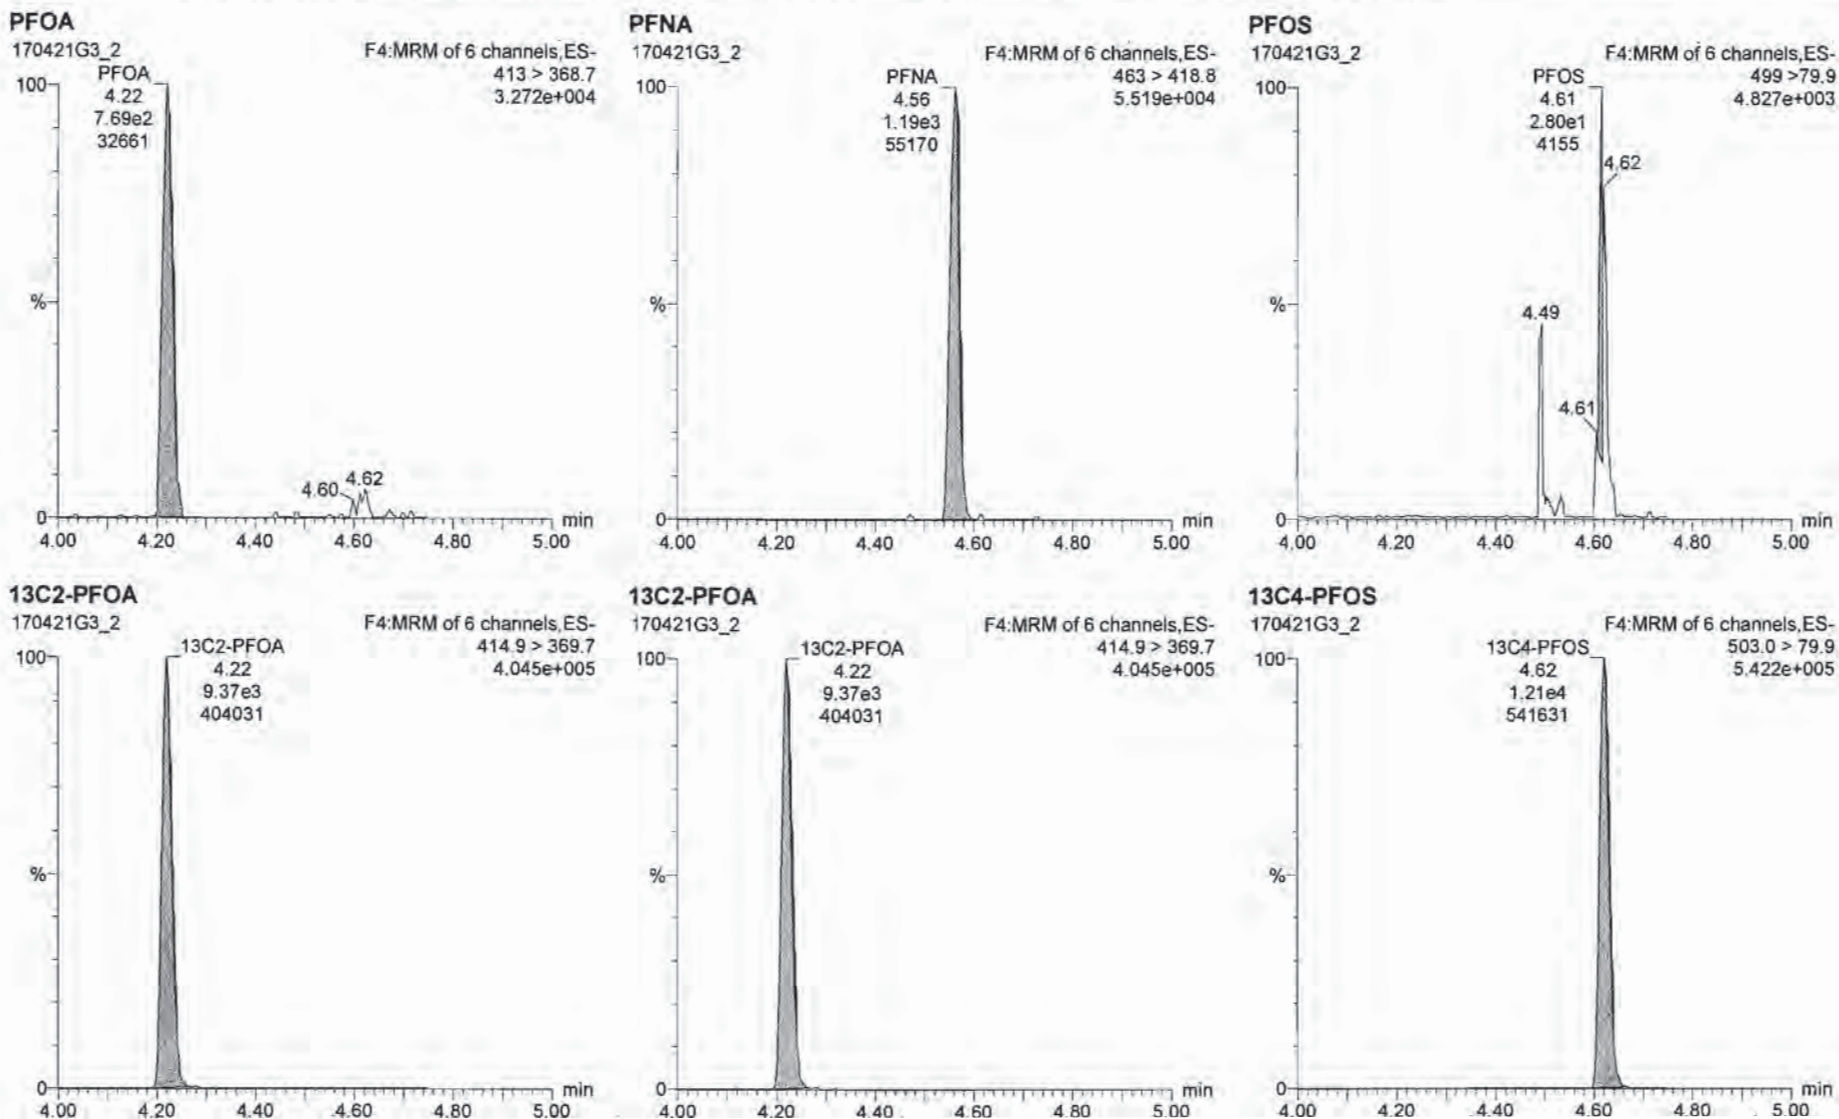 PFOA
170421G3_2
F4:MRM of 6 channels,ES-
413 > 368.7
3.272e+004
PFOA
4.22
7.69e2
32661
100
%
4.60
4.62
0
min
4.00 4.20 4.40 4.60 4.80 5.00
PFNA
170421G3_2
F4:MRM of 6 channels,ES-
463 > 418.8
5.519e+004
PFNA
4.56
1.19e3
55170
100
%
0
min
4.00 4.20 4.40 4.60 4.80 5.00
PFOS
170421G3_2
F4:MRM of 6 channels,ES-
499 >79.9
4.827e+003
PFOS
4.61
2.80e1
4155
100
4.62
%
4.49
4.61
0
min
4.00 4.20 4.40 4.60 4.80 5.00
13C2-PFOA
170421G3_2
F4:MRM of 6 channels,ES-
414.9 > 369.7
4.045e+005
13C2-PFOA
4.22
9.37e3
404031
100
%
0
min
4.00 4.20 4.40 4.60 4.80 5.00
13C2-PFOA
170421G3_2
F4:MRM of 6 channels,ES-
414.9 > 369.7
4.045e+005
13C2-PFOA
4.22
9.37e3
404031
100
%
0
min
4.00 4.20 4.40 4.60 4.80 5.00
13C4-PFOS
170421G3_2
F4:MRM of 6 channels,ES-
503.0 > 79.9
5.422e+005
13C4-PFOS
4.62
1.21e4
541631
100
%
0
min
4.00 4.20 4.40 4.60 4.80 5.00